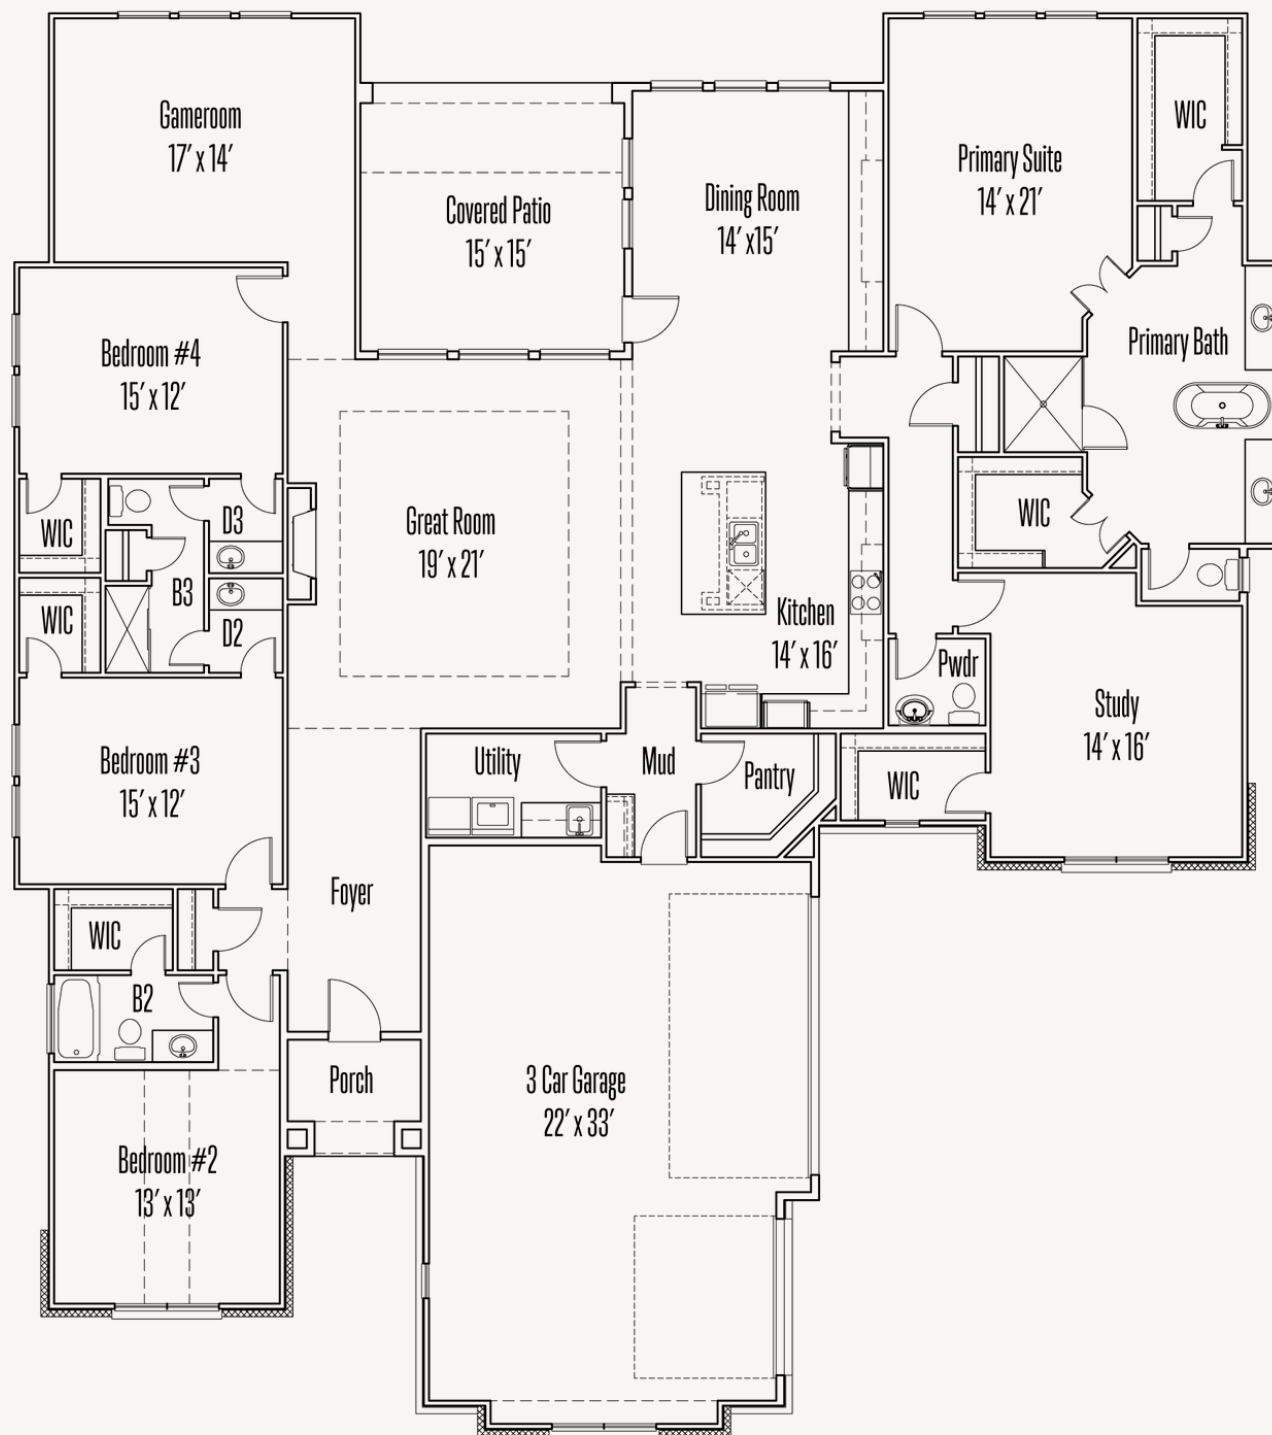 Gameroom
17' x 14'
Covered Patio
15' x 15'
Dining Room
14' x15'
Primary Suite
14' x 21'
WIC
Bedroom #4
15' x 12'
Primary Bath
WIC
D3
B3
WIC
D2
Great Room
19' x 21'
Kitchen
14' x 16'
WIC
Pwdr
Study
14' x 16'
Bedroom #3
15' x 12'
Utility
Mud
Pantry
WIC
Foyer
WIC
B2
Porch
3 Car Garage
22' x 33'
Bedroom #2
13' x 13'